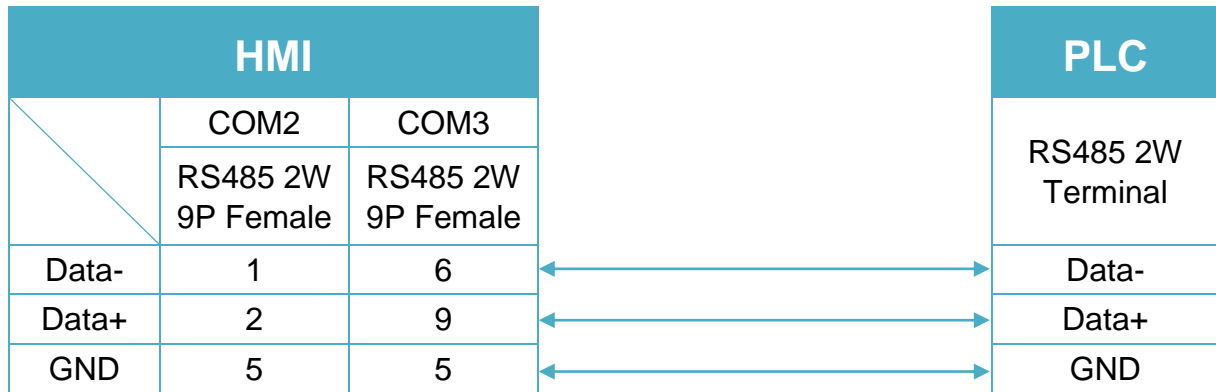 HMI
PLC
COM2 COM3
RS485 2W
9P Female
RS485 2W
9P Female
RS485 2W
Terminal
Data- 1 6 Data-
Data+ 2 9 Data+
GND 5 5 GND